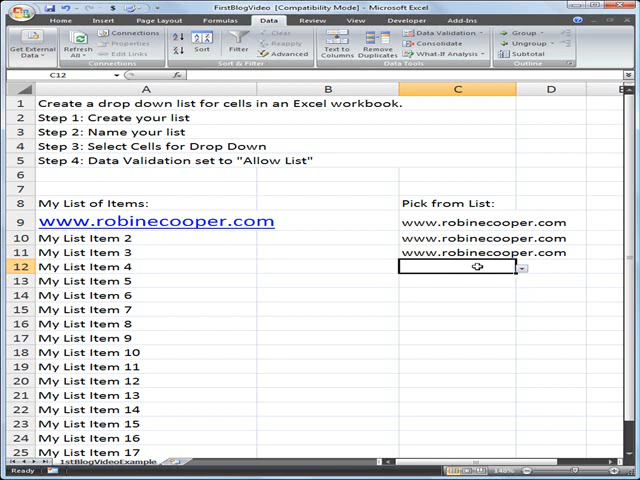 FirstBlogVideo [Compatibility Mode] - Microsoft Excel
Home Insert Page Layout Formulas Data Review View Developer Add-Ins
Get External Data Refresh All Connections Properties Edit Links Sort Filter Clear Reapply Advanced Text to Columns Remove Duplicates Data Validation Consolidate What-If Analysis Group Ungroup Subtotal
Connections Sort & Filter Data Tools Outline
C12 fx
A B C D E
1 Create a drop down list for cells in an Excel workbook.
2 Step 1: Create your list
3 Step 2: Name your list
4 Step 3: Select Cells for Drop Down
5 Step 4: Data Validation set to "Allow List"
6
7
8 My List of Items: Pick from List:
9 www.robinecooper.com www.robinecooper.com
10 My List Item 2 www.robinecooper.com
11 My List Item 3 www.robinecooper.com
12 My List Item 4
13 My List Item 5
14 My List Item 6
15 My List Item 7
16 My List Item 8
17 My List Item 9
18 My List Item 10
19 My List Item 11
20 My List Item 12
21 My List Item 13
22 My List Item 14
23 My List Item 15
24 My List Item 16
25 My List Item 17
1stBlogVideoExample
Ready 148%